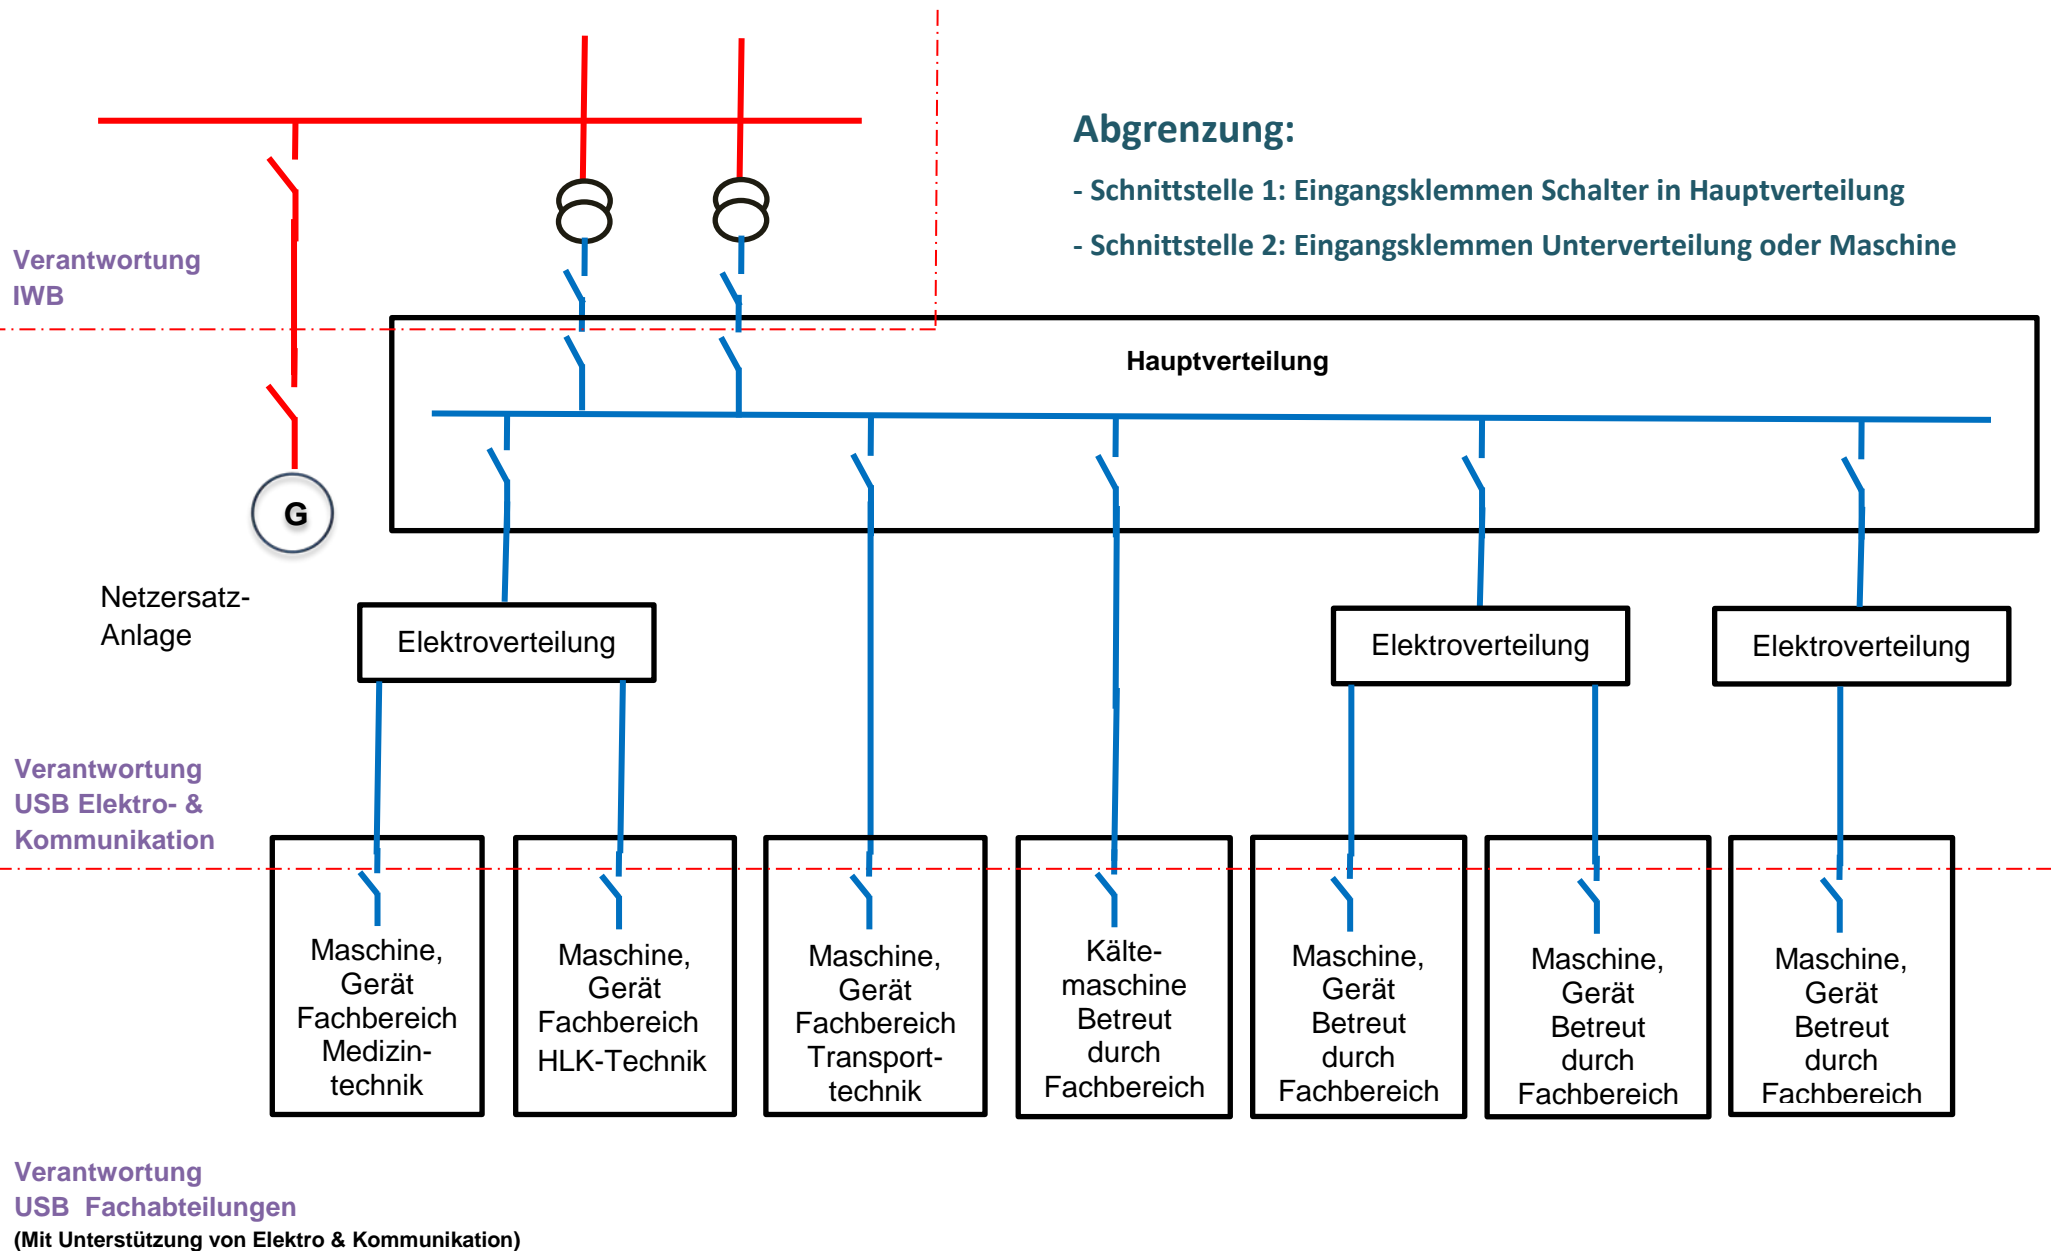 Abgrenzung:
- Schnittstelle 1: Eingangsklemmen Schalter in Hauptverteilung
- Schnittstelle 2: Eingangsklemmen Unterverteilung oder Maschine
Verantwortung
IWB
Hauptverteilung
G
Netzersatz-
Anlage
Elektroverteilung
Elektroverteilung
Elektroverteilung
Verantwortung
USB Elektro- &
Kommunikation
Maschine,
Gerät
Fachbereich
Medizin-
technik
Maschine,
Gerät
Fachbereich
HLK-Technik
Maschine,
Gerät
Fachbereich
Transport-
technik
Kälte-
maschine
Betreut
durch
Fachbereich
Maschine,
Gerät
Betreut
durch
Fachbereich
Maschine,
Gerät
Betreut
durch
Fachbereich
Maschine,
Gerät
Betreut
durch
Fachbereich
Verantwortung
USB Fachabteilungen
(Mit Unterstützung von Elektro & Kommunikation)